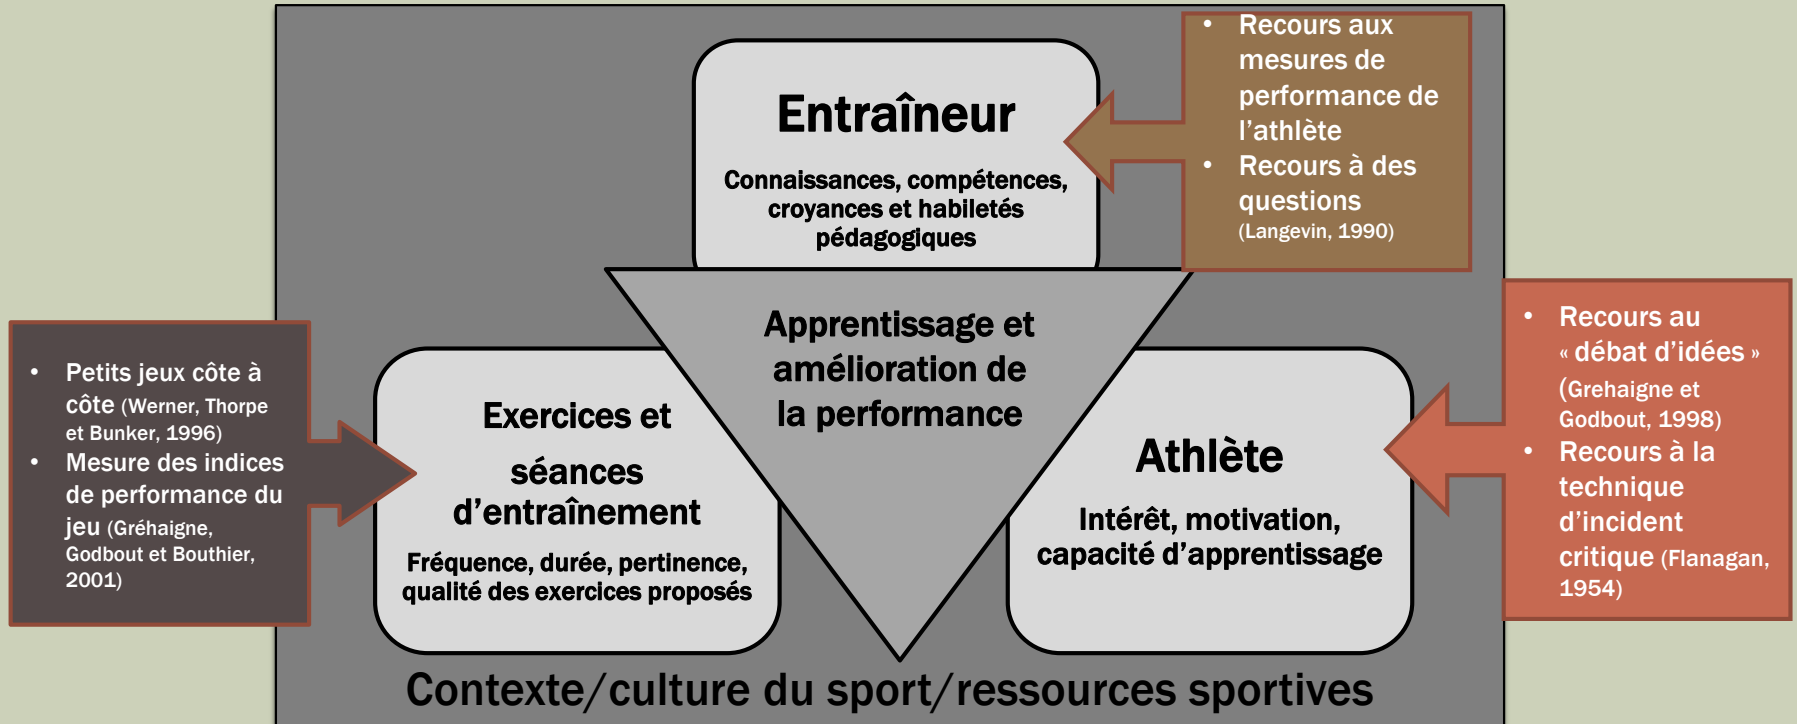 Entraîneur
Connaissances, compétences,
croyances et habiletés
pédagogiques
• Recours aux
mesures de
performance de
l’athlète
• Recours à des
questions
(Langevin, 1990)
Apprentissage et
amélioration de
la performance
• Petits jeux côte à
côte (Werner, Thorpe
et Bunker, 1996)
• Mesure des indices
de performance du
jeu (Gréhaigne,
Godbout et Bouthier,
2001)
Exercices et
séances
d’entraînement
Fréquence, durée, pertinence,
qualité des exercices proposés
Athlète
Intérêt, motivation,
capacité d’apprentissage
• Recours au
« débat d’idées »
(Grehaigne et
Godbout, 1998)
• Recours à la
technique
d’incident
critique (Flanagan,
1954)
Contexte/culture du sport/ressources sportives